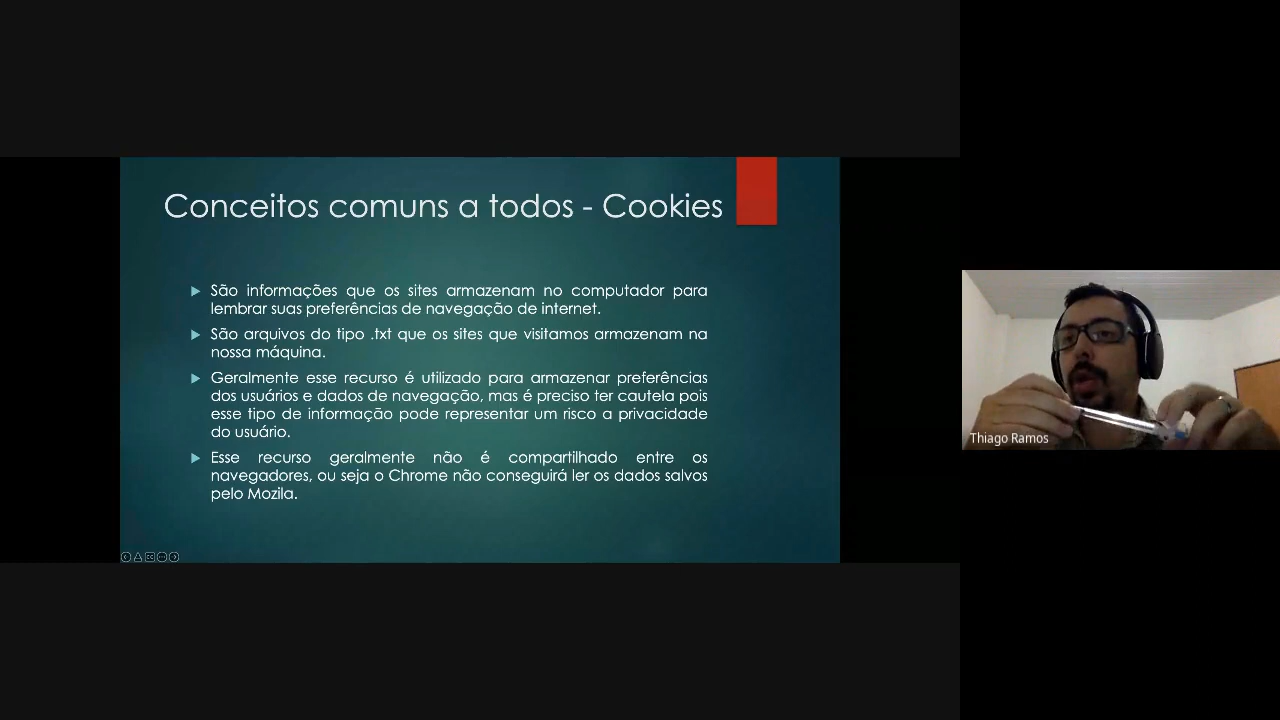 Conceitos comuns a todos - Cookies
São informações que os sites armazenam no computador para
lembrar suas preferências de navegação de internet.
São arquivos do tipo .txt que os sites que visitamos armazenam na
nossa máquina.
Geralmente esse recurso é utilizado para armazenar preferências
dos usuários e dados de navegação, mas é preciso ter cautela pois
esse tipo de informação pode representar um risco a privacidade
do usuário.
Esse recurso geralmente não é compartilhado entre os
navegadores, ou seja o Chrome não conseguirá ler os dados salvos
pelo Mozila.
Thiago Ramos